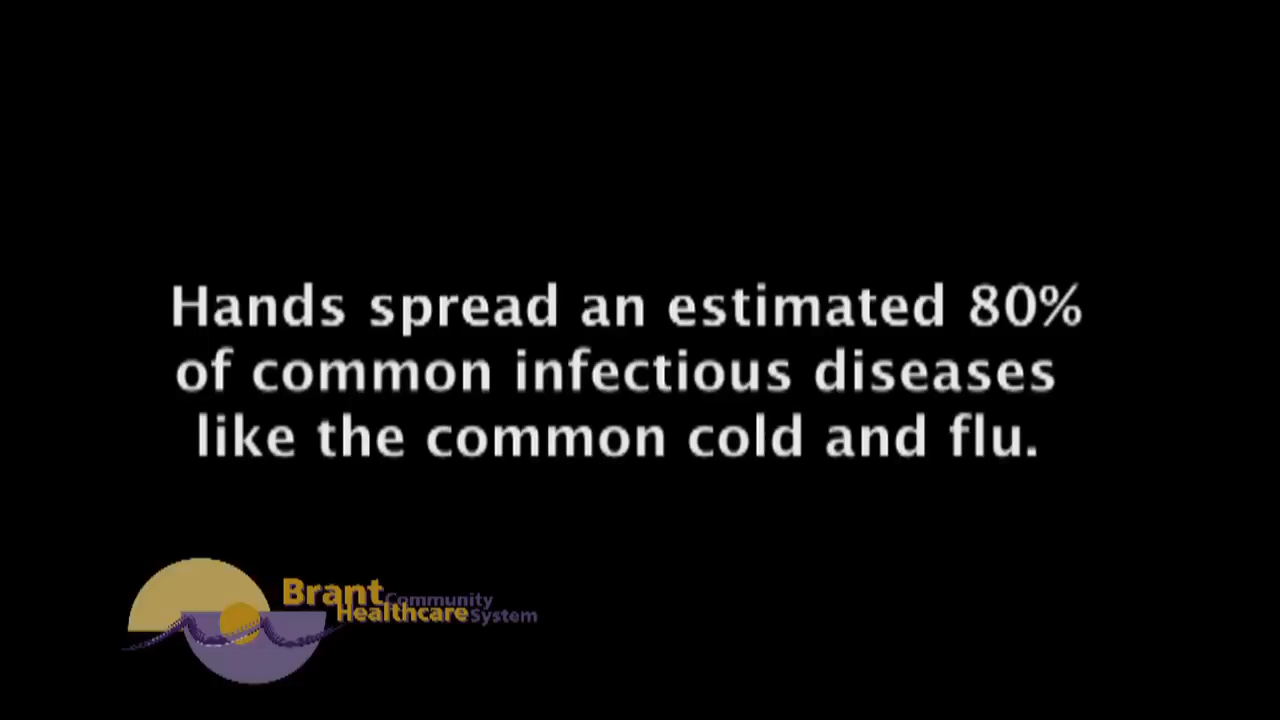 Hands spread an estimated 80%
of common infectious diseases
like the common cold and flu.
Brant Community
Healthcare System